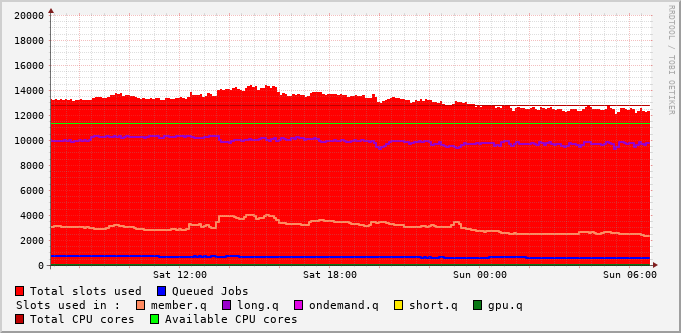 20000
18000
16000
14000
12000
10000
8000
6000
4000
2000
0
Sat 12:00 Sat 18:00 Sun 00:00 Sun 06:00
RRDTOOL / TOBI OETIKER
Total slots used Queued Jobs
Slots used in : member.q long.q ondemand.q short.q gpu.q
Total CPU cores Available CPU cores